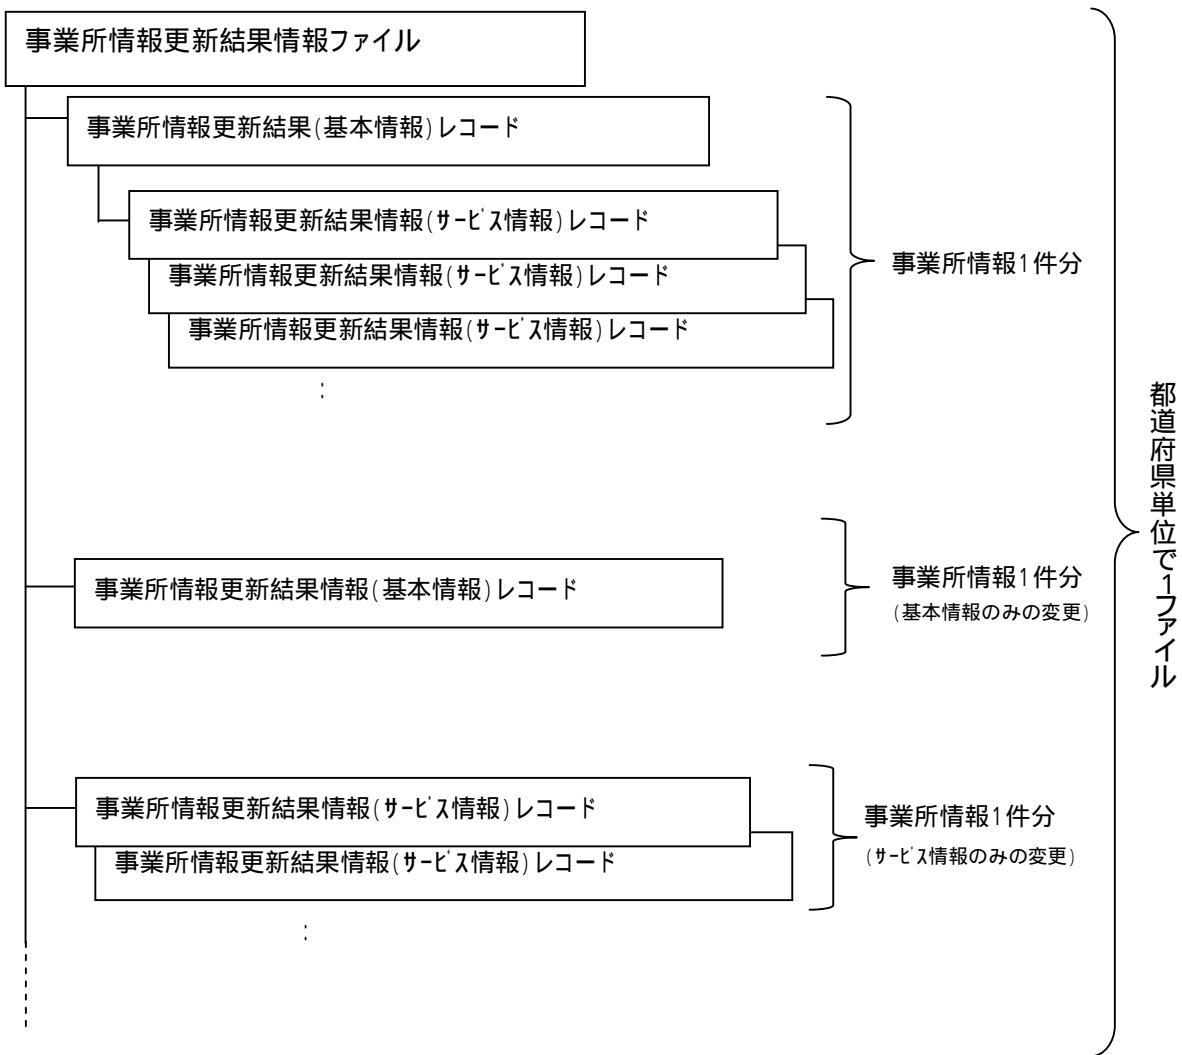 事業所情報更新結果情報ファイル
事業所情報更新結果(基本情報)レコード
事業所情報更新結果情報(ｻｰﾋﾞｽ情報)レコード
事業所情報更新結果情報(ｻｰﾋﾞｽ情報)レコード
事業所情報更新結果情報(ｻｰﾋﾞｽ情報)レコード
:
事業所情報1件分
事業所情報更新結果情報(基本情報)レコード
事業所情報1件分
(基本情報のみの変更)
事業所情報更新結果情報(ｻｰﾋﾞｽ情報)レコード
事業所情報更新結果情報(ｻｰﾋﾞｽ情報)レコード
:
事業所情報1件分
(ｻｰﾋﾞｽ情報のみの変更)
都道府県単位で1ファイル